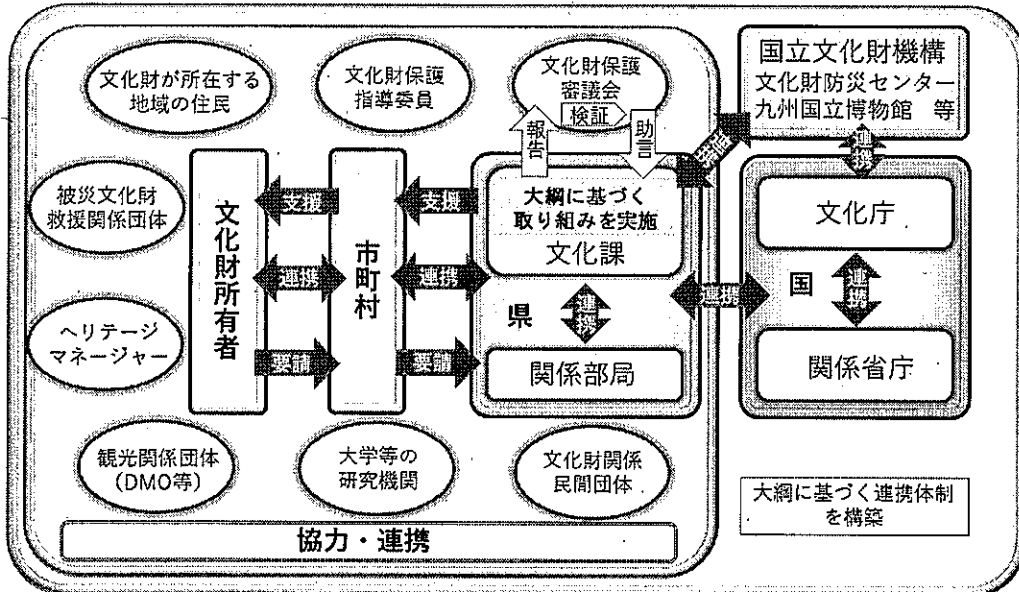 文化財が所在する
地域の住民
文化財保護
指導委員
文化財保護
審議会
検証
報告
助言
国立文化財機構
文化財防災センター
九州国立博物館 等
連携
連携
被災文化財
救援関係団体
文化財所有者
支援
連携
要請
市町村
支援
連携
要請
大綱に基づく
取り組みを実施
文化課
県
連携
関係部局
連携
国
文化庁
連携
関係省庁
ヘリテージ
マネージャー
観光関係団体
(DMO等)
大学等の
研究機関
文化財関係
民間団体
協力・連携
大綱に基づく連携体制
を構築